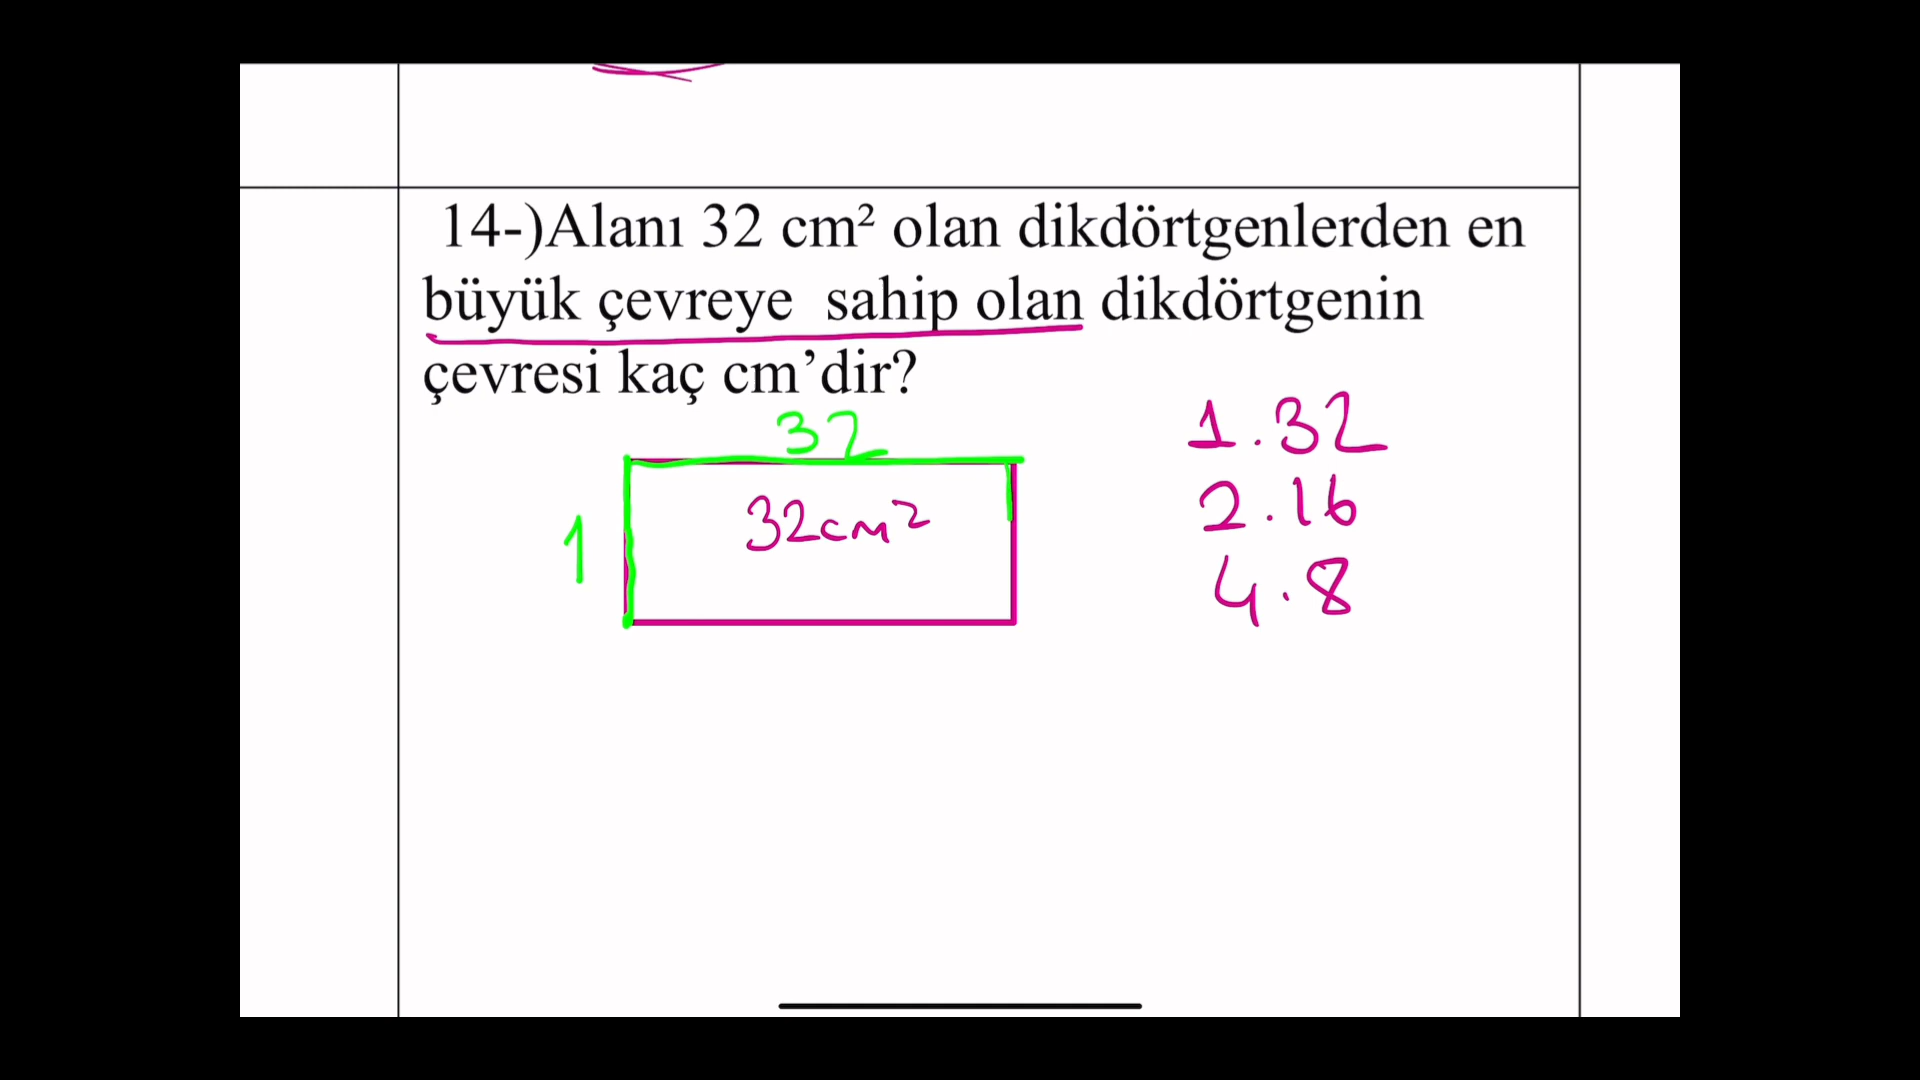 14-)Alanı 32 cm² olan dikdörtgenlerden en
büyük çevreye sahip olan dikdörtgenin
çevresi kaç cm’dir?
32
1
32cm²
1.32
2.16
4.8